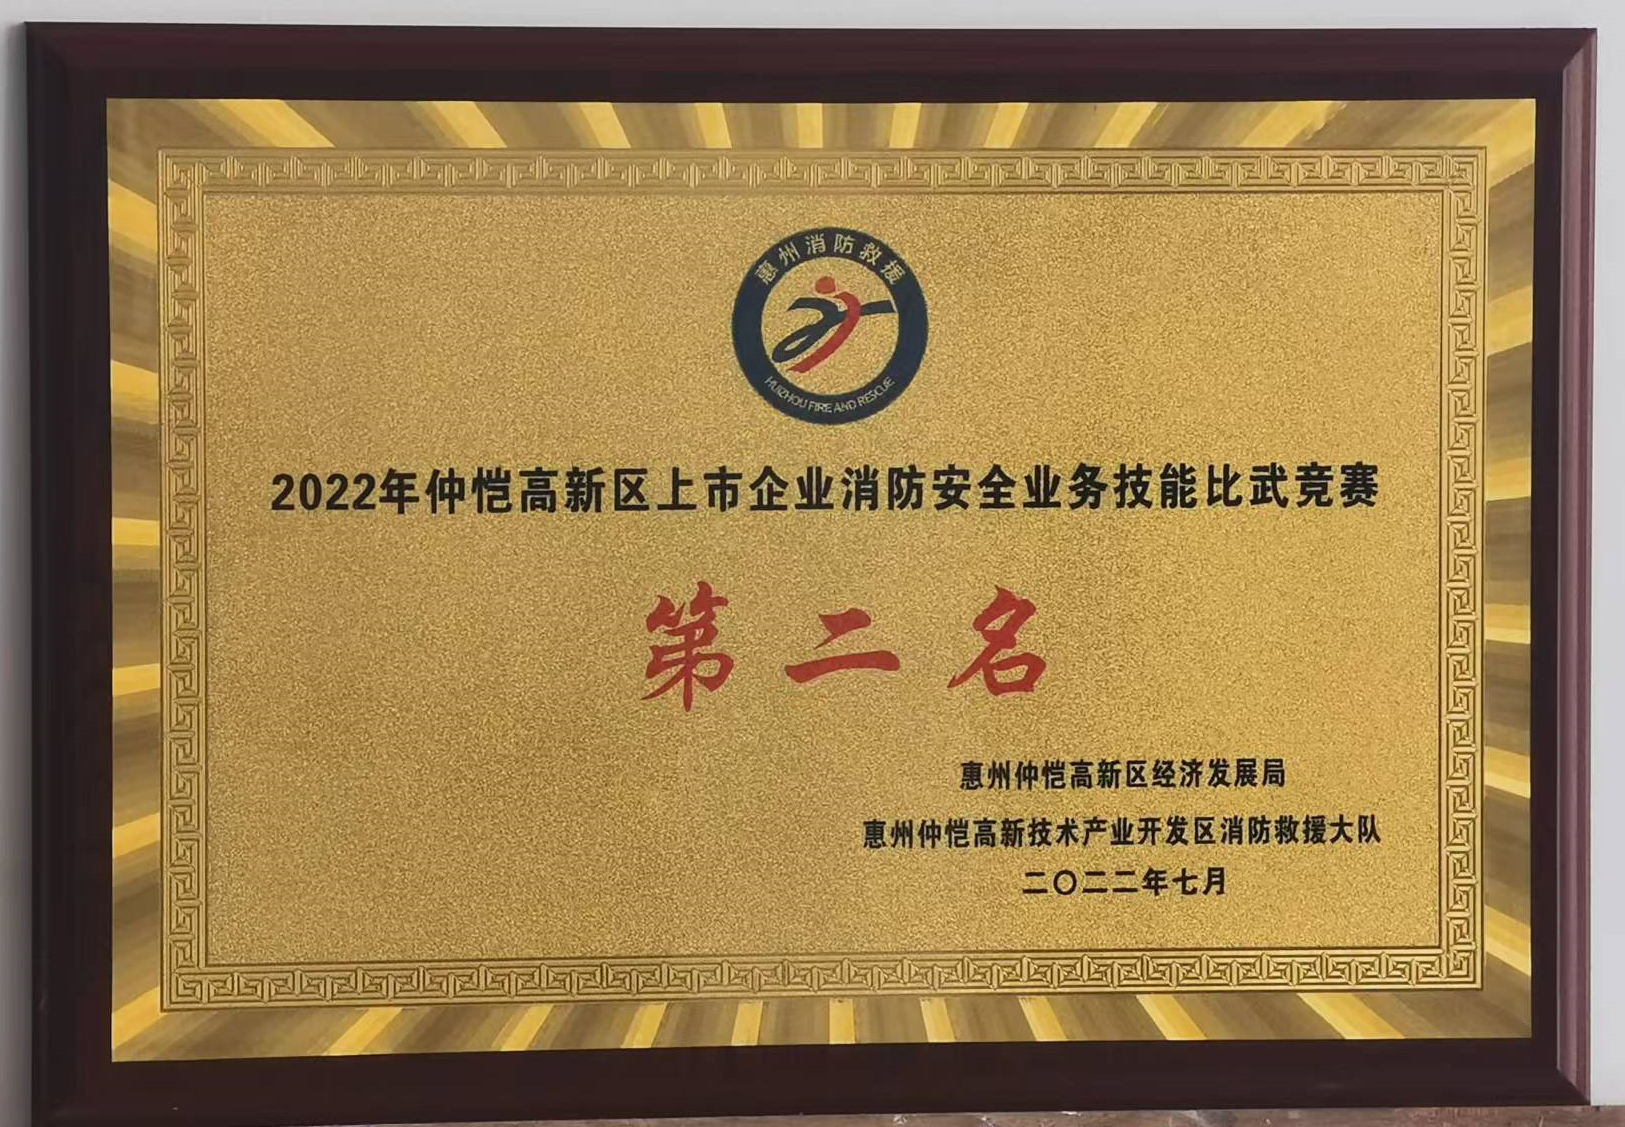 惠州消防救援
HUIZHOU FIRE AND RESCUE
2022年仲恺高新区上市企业消防安全业务技能比武竞赛
第二名
惠州仲恺高新区经济发展局
惠州仲恺高新技术产业开发区消防救援大队
二〇二二年七月